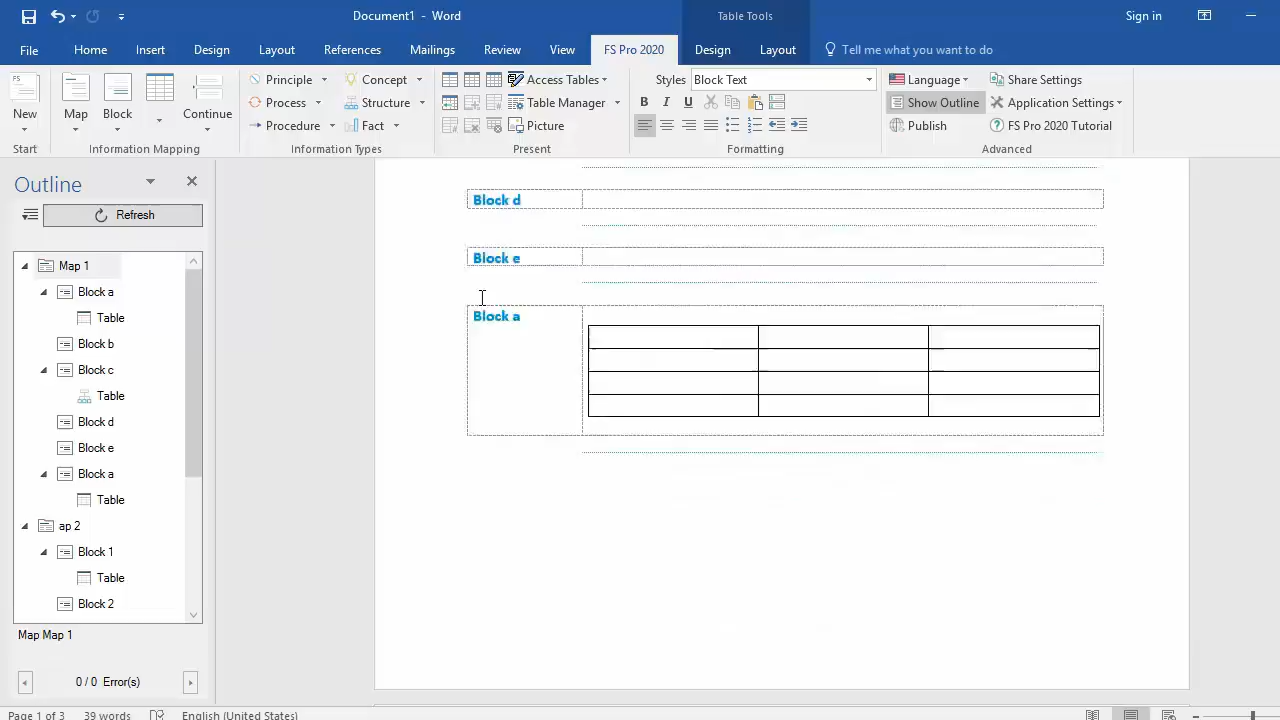 Document1 - Word
Table Tools
Sign in
File
Home
Insert
Design
Layout
References
Mailings
Review
View
FS Pro 2020
Design
Layout
Tell me what you want to do
New
Map
Block
Continue
Principle
Process
Procedure
Concept
Structure
Fact
Access Tables
Table Manager
Picture
Styles
Block Text
B I U
Language
Show Outline
Publish
Share Settings
Application Settings
FS Pro 2020 Tutorial
Start
Information Mapping
Information Types
Present
Formatting
Advanced
Outline
Refresh
Map 1
Block a
Table
Block b
Block c
Table
Block d
Block e
Block a
Table
ap 2
Block 1
Table
Block 2
Map Map 1
0 / 0 Error(s)
Block d
Block e
Block a
Page 1 of 3
39 words
English (United States)